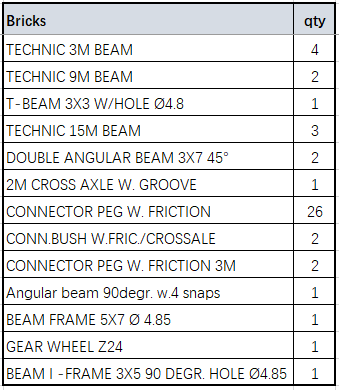 Bricks qty
TECHNIC 3M BEAM 4
TECHNIC 9M BEAM 2
T-BEAM 3X3 W/HOLE Ø4.8 1
TECHNIC 15M BEAM 3
DOUBLE ANGULAR BEAM 3X7 45° 2
2M CROSS AXLE W. GROOVE 1
CONNECTOR PEG W. FRICTION 26
CONN.BUSH W.FRIC./CROSSALE 2
CONNECTOR PEG W. FRICTION 3M 2
Angular beam 90degr. w.4 snaps 1
BEAM FRAME 5X7 Ø 4.85 1
GEAR WHEEL Z24 1
BEAM I -FRAME 3X5 90 DEGR. HOLE Ø4.85 1